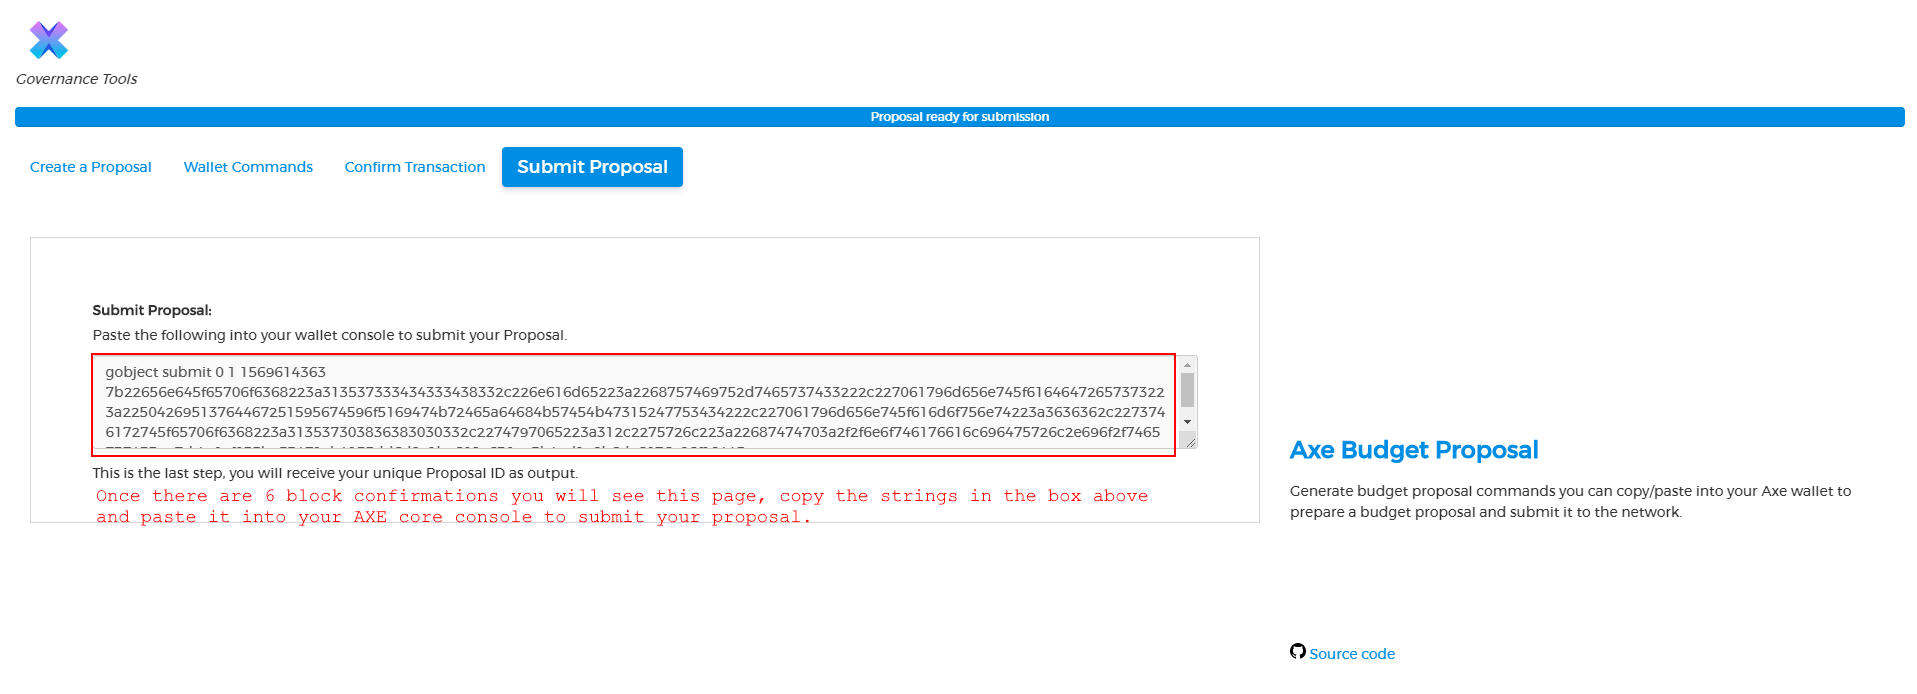 Governance Tools
Proposal ready for submission
Create a Proposal Wallet Commands Confirm Transaction Submit Proposal
Submit Proposal:
Paste the following into your wallet console to submit your Proposal.
gobject submit 0 1 1569614363
7b22656e645f65706f6368223a313537333434333438332c226e616d65223a2268757469752d7465737433222c227061796d656e745f61646472657373223a22504269513764467251595674596f5169474b72465a64684b57454b47315247753434222c227061796d656e745f616d6f756e74223a3636362c227374
6172745f65706f6368223a313537303836383030332c2274797065223a312c2275726c223a22687474703a2f2f6e6f746176616c696475726c2e696f2f7465
This is the last step, you will receive your unique Proposal ID as output.
Once there are 6 block confirmations you will see this page, copy the strings in the box above
and paste it into your AXE core console to submit your proposal.
Axe Budget Proposal
Generate budget proposal commands you can copy/paste into your Axe wallet to
prepare a budget proposal and submit it to the network.
Source code